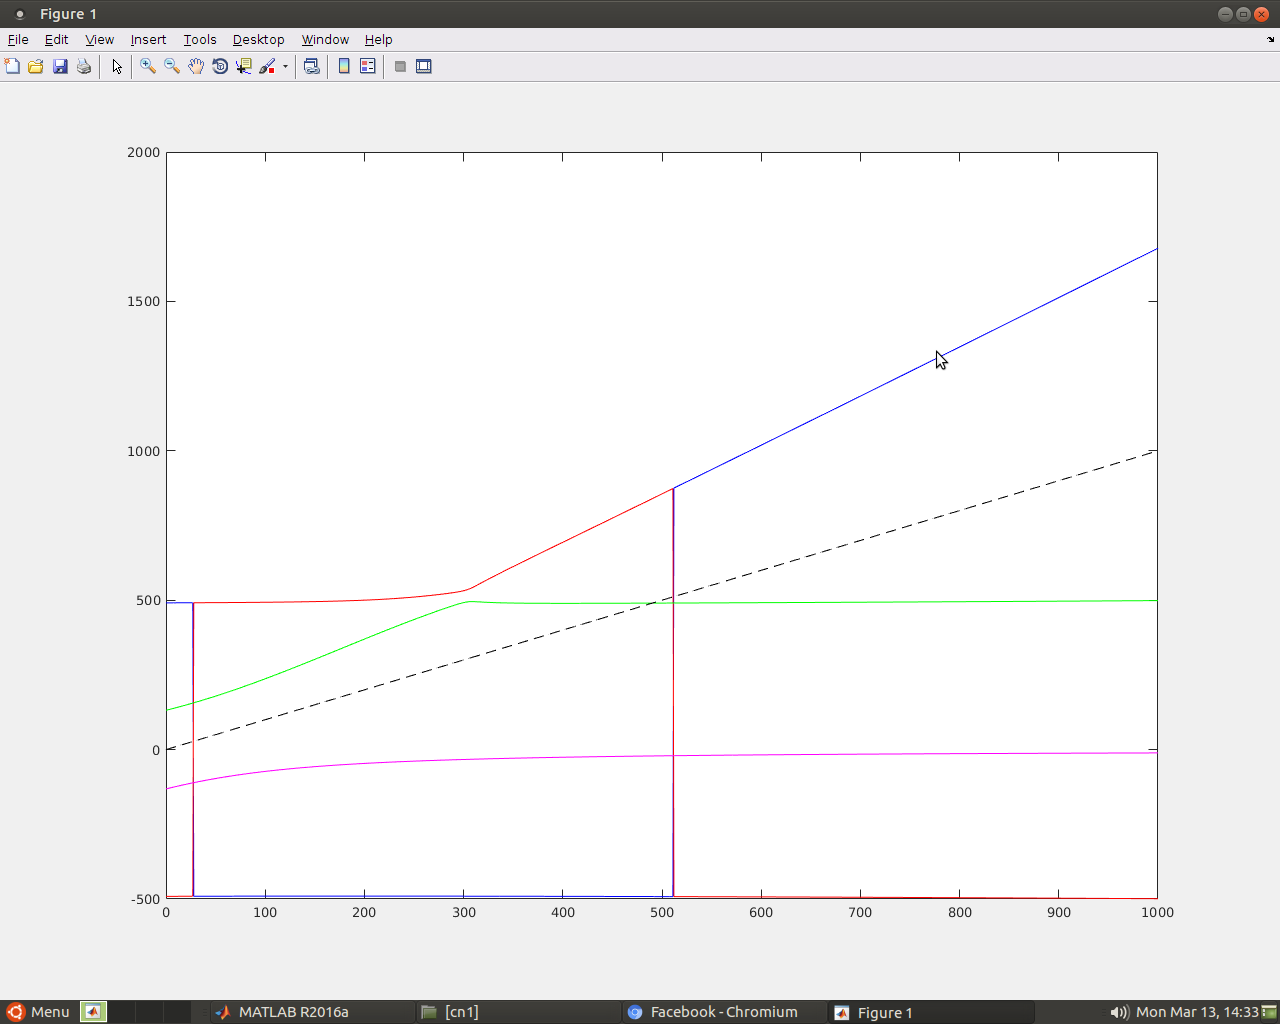 Figure 1
File Edit View Insert Tools Desktop Window Help
2000
1500
1000
500
0
-500
0 100 200 300 400 500 600 700 800 900 1000
Menu MATLAB R2016a [cn1] Facebook - Chromium Figure 1 Mon Mar 13, 14:33